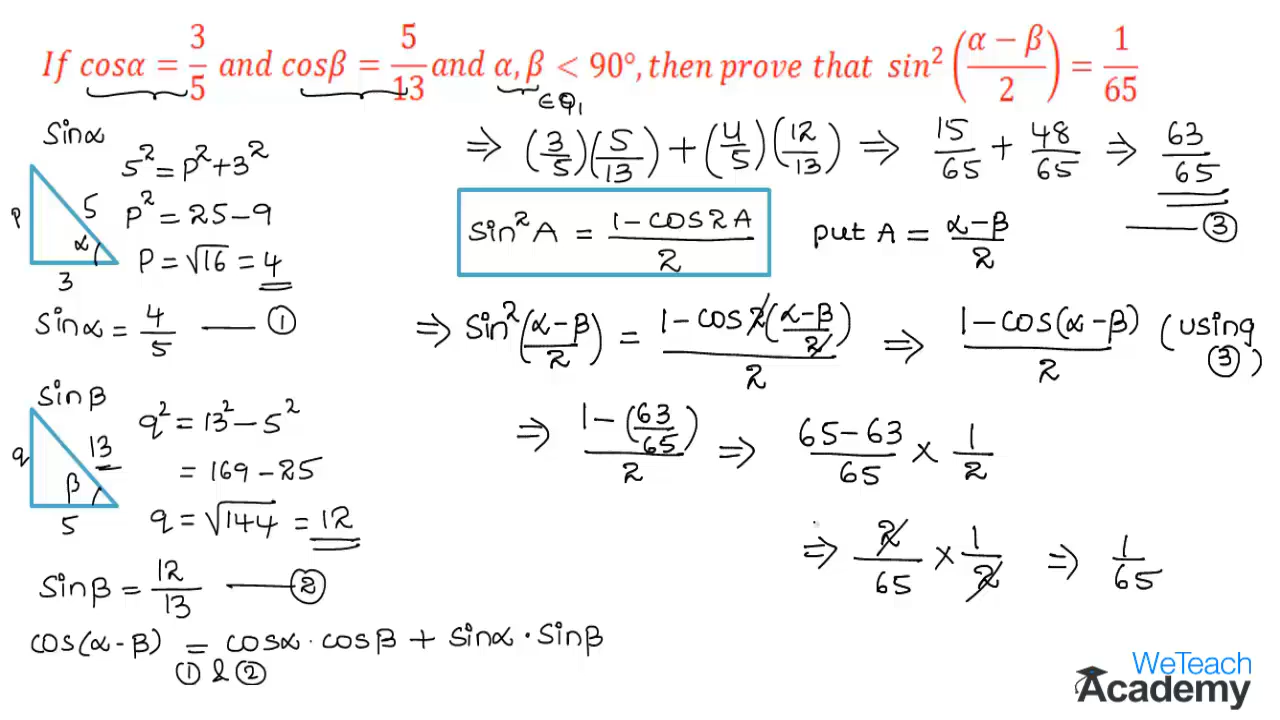 If cosα = 3/5 and cosβ = 5/13 and α, β < 90°, then prove that sin² ((α − β)/2) = 1/65
∈ Q₁
Sinα
P
5
α
3
5² = P² + 3²
P² = 25 − 9
P = √16 = 4
Sinα = 4/5 — ①
Sinβ
q
13
β
5
q² = 13² − 5²
= 169 − 25
q = √144 = 12
Sinβ = 12/13 — ②
cos(α − β) = cosα · cosβ + Sinα · Sinβ
① & ②
⇒ (3/5)(5/13) + (4/5)(12/13) ⇒ 15/65 + 48/65 ⇒ 63/65
— ③
Sin²A = (1 − COS2A)/2
put A = (α − β)/2
⇒ Sin²((α − β)/2) = (1 − COS2((α − β)/2))/2 ⇒ (1 − COS(α − β))/2 (using ③)
⇒ (1 − (63/65))/2 ⇒ (65 − 63)/65 × 1/2
⇒ 2/65 × 1/2 ⇒ 1/65
WeTeach
Academy